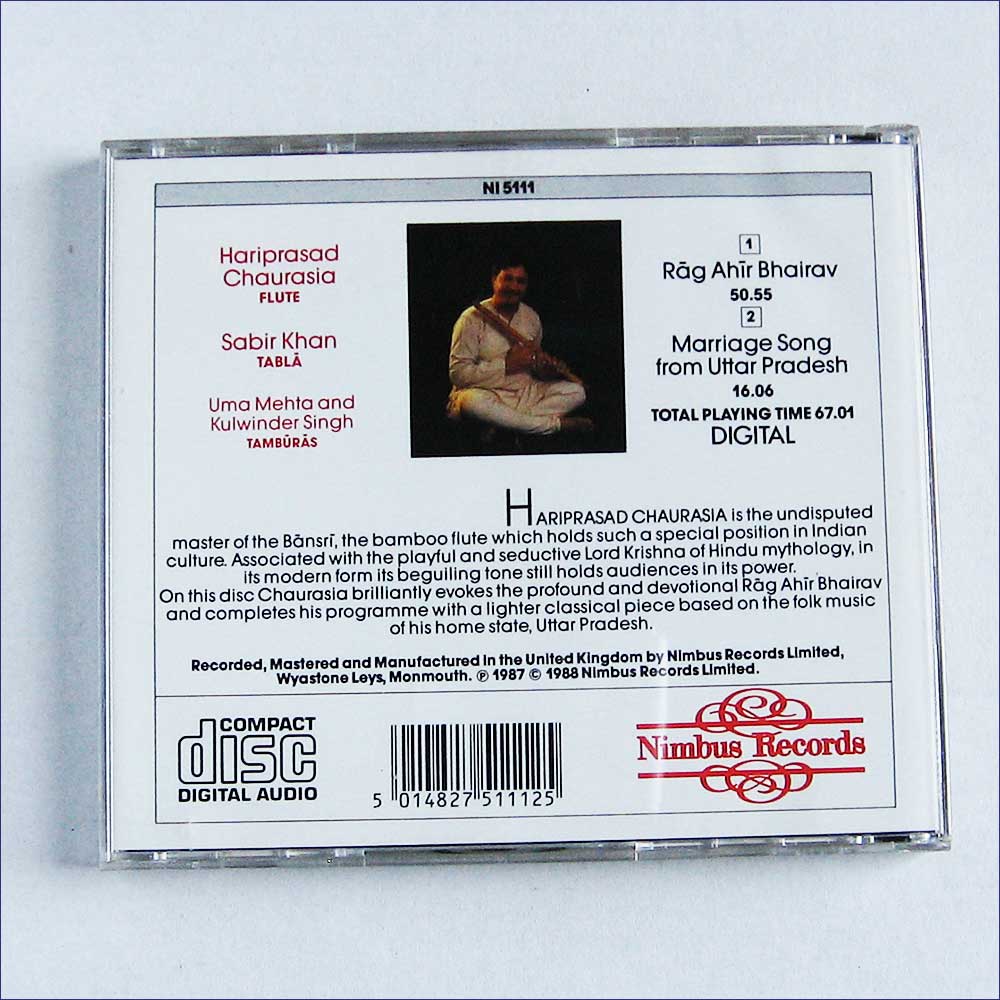 NI 5111
Hariprasad
Chaurasia
FLUTE
Sabir Khan
TABLĀ
Uma Mehta and
Kulwinder Singh
TAMBŪRĀS
1
Rāg Ahīr Bhairav
50.55
2
Marriage Song
from Uttar Pradesh
16.06
TOTAL PLAYING TIME 67.01
DIGITAL
HARIPRASAD CHAURASIA is the undisputed
master of the Bānsrī, the bamboo flute which holds such a special position in Indian
culture. Associated with the playful and seductive Lord Krishna of Hindu mythology, in
its modern form its beguiling tone still holds audiences in its power.
On this disc Chaurasia brilliantly evokes the profound and devotional Rāg Ahīr Bhairav
and completes his programme with a lighter classical piece based on the folk music
of his home state, Uttar Pradesh.
Recorded, Mastered and Manufactured in the United Kingdom by Nimbus Records Limited,
Wyastone Leys, Monmouth. ℗ 1987 © 1988 Nimbus Records Limited.
COMPACT
disc
DIGITAL AUDIO
5 014827 511125
Nimbus Records